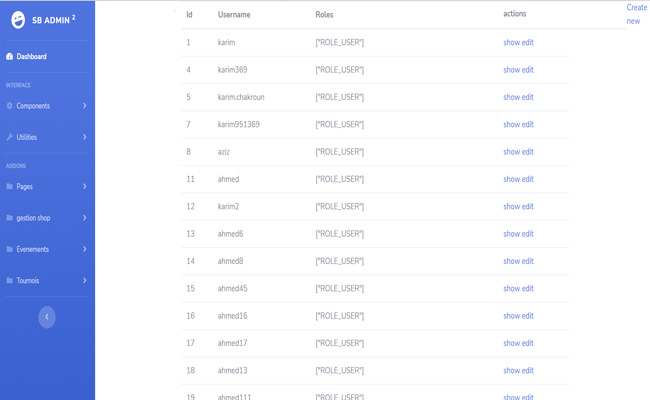 SB ADMIN 2
Dashboard
INTERFACE
Components
Utilities
ADDONS
Pages
gestion shop
Evenements
Tournois
Id Username Roles actions
1 karim ["ROLE_USER"] show edit
4 karim369 ["ROLE_USER"] show edit
5 karim.chakroun ["ROLE_USER"] show edit
7 karim951369 ["ROLE_USER"] show edit
8 aziz ["ROLE_USER"] show edit
11 ahmed ["ROLE_USER"] show edit
12 karim2 ["ROLE_USER"] show edit
13 ahmed6 ["ROLE_USER"] show edit
14 ahmed8 ["ROLE_USER"] show edit
15 ahmed45 ["ROLE_USER"] show edit
16 ahmed16 ["ROLE_USER"] show edit
17 ahmed17 ["ROLE_USER"] show edit
18 ahmed13 ["ROLE_USER"] show edit
19 ahmed111 ["ROLE_USER"] show edit
Create
new